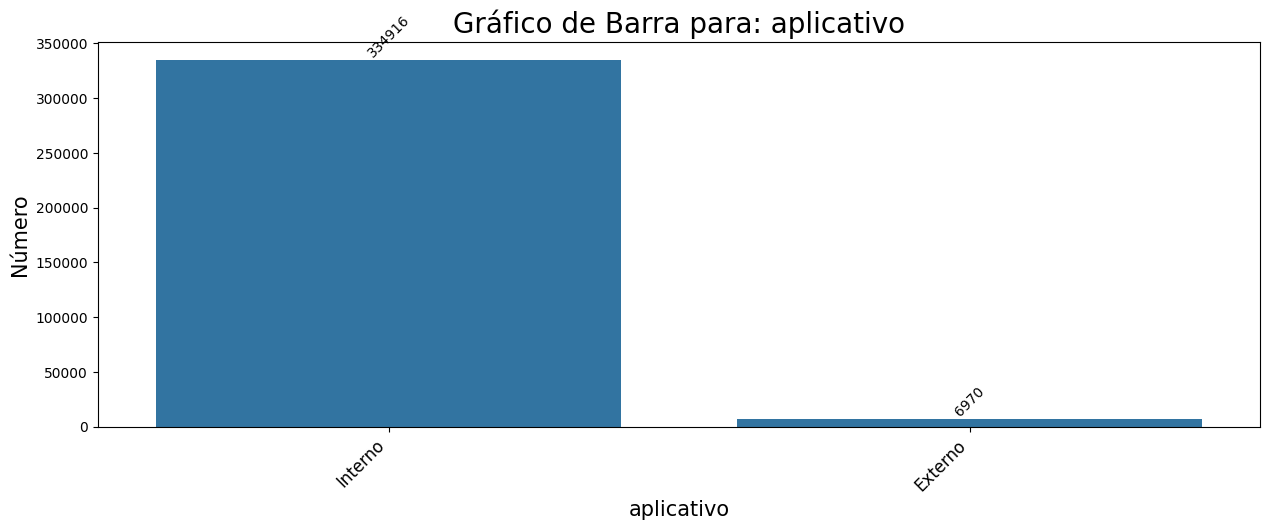 Gráfico de Barra para: aplicativo
Número
350000
300000
250000
200000
150000
100000
50000
0
334916
6970
Interno
Externo
aplicativo